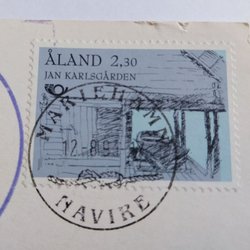 ÅLAND 2,30
JAN KARLSGÅRDEN
MARIEHAMN
12.8.93
NAVIRE